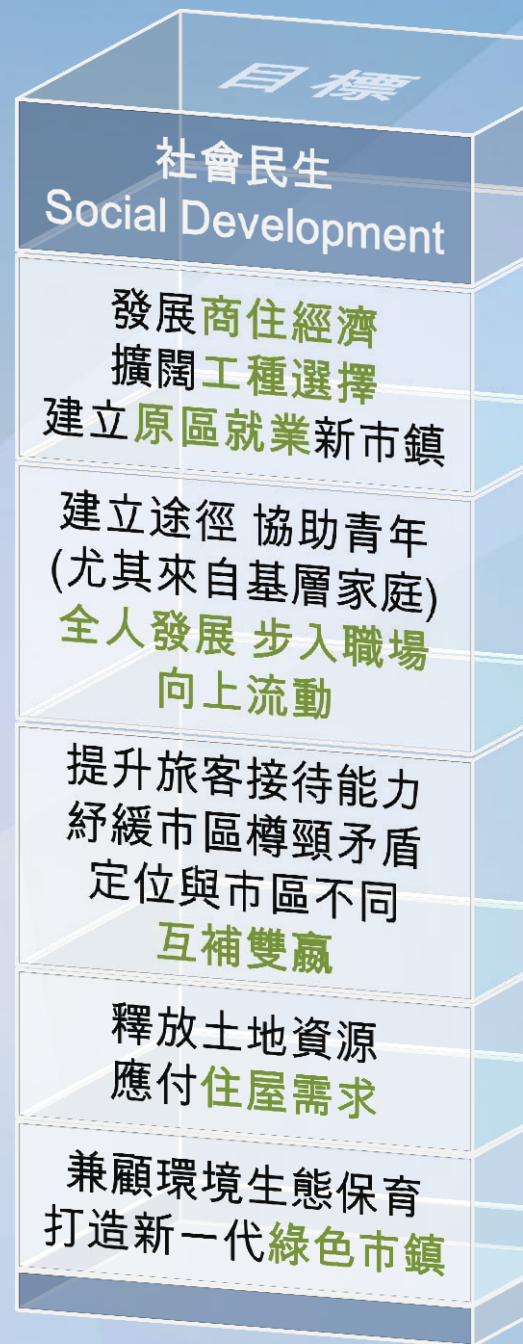 目標
社會民生
Social Development
發展商住經濟
擴闊工種選擇
建立原區就業新市鎮
建立途徑 協助青年
(尤其來自基層家庭)
全人發展 步入職場
向上流動
提升旅客接待能力
紓緩市區樽頸矛盾
定位與市區不同
互補雙贏
釋放土地資源
應付住屋需求
兼顧環境生態保育
打造新一代綠色市鎮